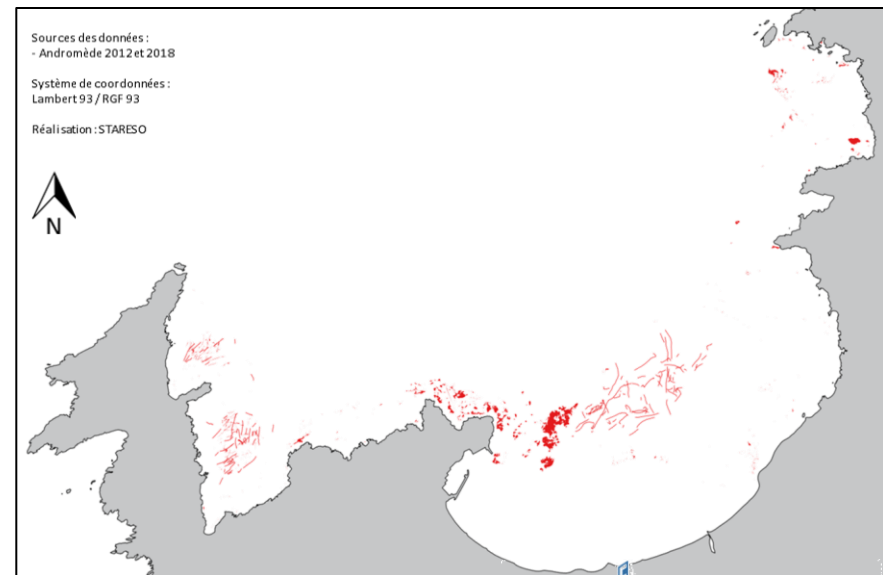 Sources des données :
- Andromède 2012 et 2018
Système de coordonnées :
Lambert 93 / RGF 93
Réalisation : STARESO
N